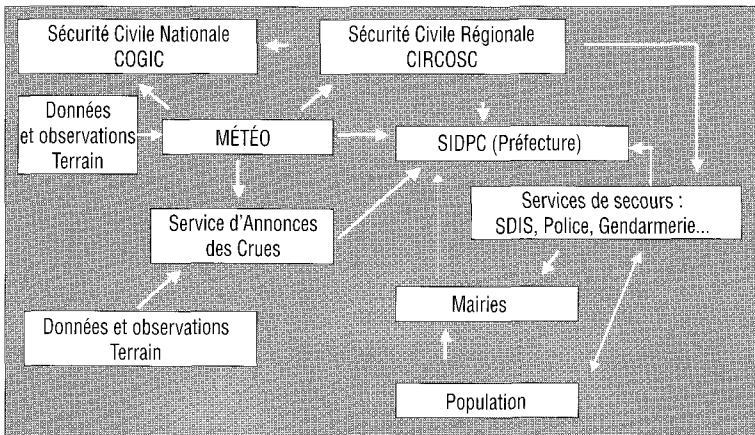 Sécurité Civile Nationale
COGIC
Sécurité Civile Régionale
CIRCOSC
Données
et observations
Terrain
MÉTÉO
SIDPC (Préfecture)
Services de secours :
SDIS, Police, Gendarmerie...
Service d'Annonces
des Crues
Mairies
Données et observations
Terrain
Population